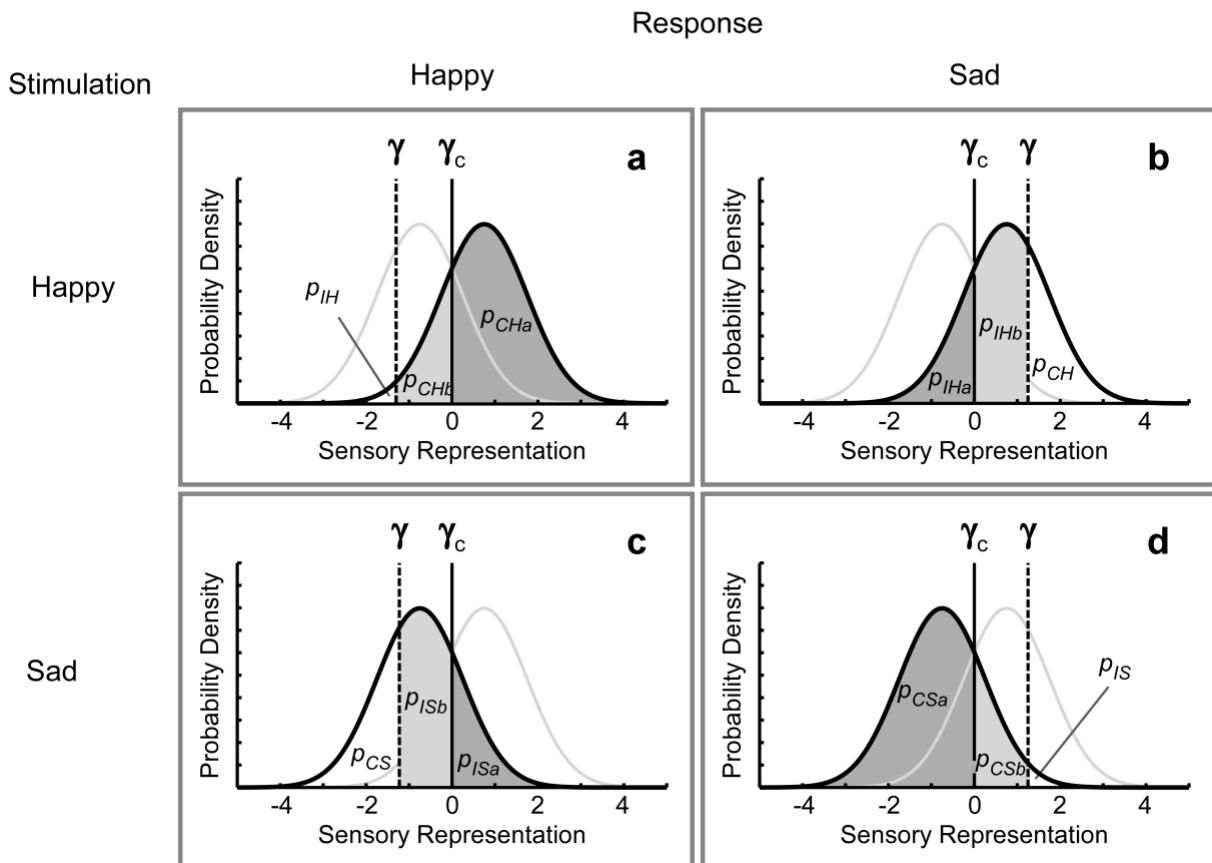 Response
Stimulation
Happy
Sad
Happy
γ
γc
a
Probability Density
pIH
pCHb
pCHa
-4 -2 0 2 4
Sensory Representation
γc
γ
b
Probability Density
pIHa
pIHb
pCH
-4 -2 0 2 4
Sensory Representation
Sad
γ
γc
c
Probability Density
pCS
pISb
pISa
-4 -2 0 2 4
Sensory Representation
γc
γ
d
Probability Density
pCSa
pCSb
pIS
-4 -2 0 2 4
Sensory Representation